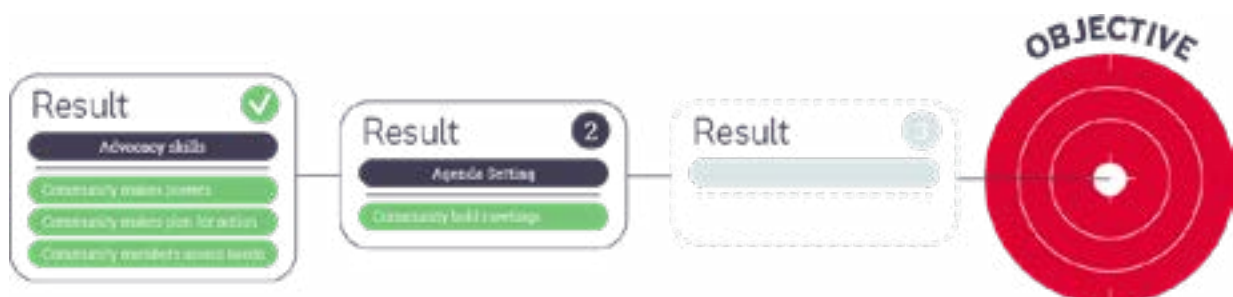 OBJECTIVE
Result
Advocacy skills
Community makes
Community makes plan for action
Community members assess needs
Result 2
Agenda Setting
Community hold meetings
Result 3